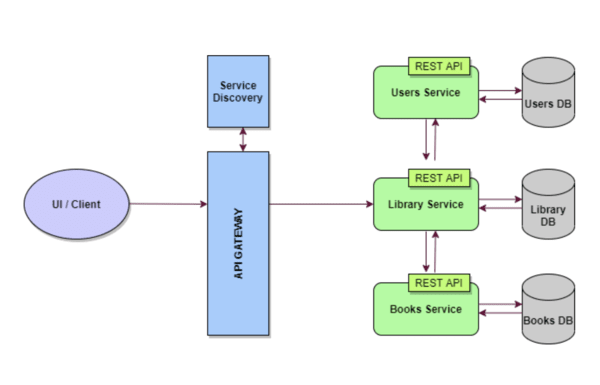 REST API
Users Service
Users DB
Service
Discovery
UI / Client
API GATEWAY
REST API
Library Service
Library
DB
REST API
Books Service
Books DB